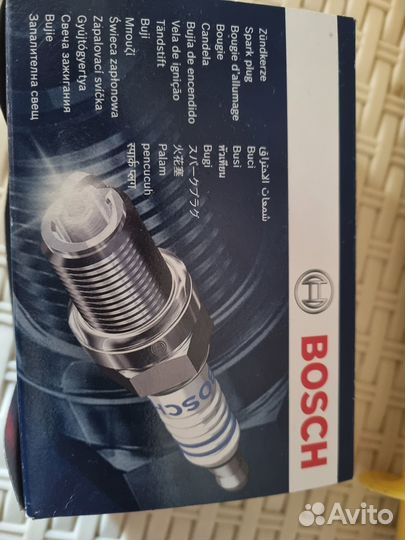 Zündkerze
Spark plug
Bougie d'allumage
Bougie
Candela
Bujía de encendido
Vela de ignição
Tändstift
Buji
Μπουζί
Świeca zapłonowa
Zapalovací svíčka
Gyújtógyertya
Свеча зажигания
Bujie
Запалителна свещ
شمعات الاحتراق
Buci
Busi
หัวเทียน
Bugi
スパークプラグ
火花塞
Palam
pencucuh
स्पार्क प्लग
BOSCH
BOSCH
Avito